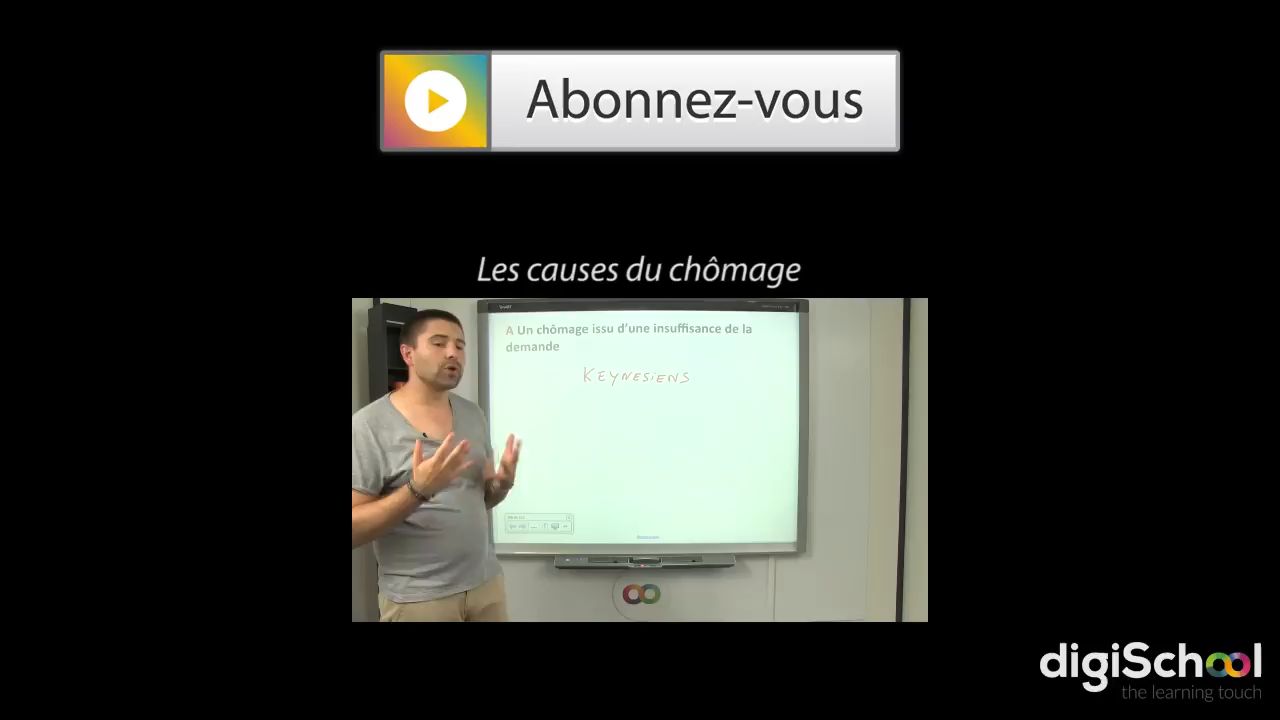 Abonnez-vous
Les causes du chômage
A Un chômage issu d'une insuffisance de la
demande
KEYNESIENS
digiSchool
the learning touch